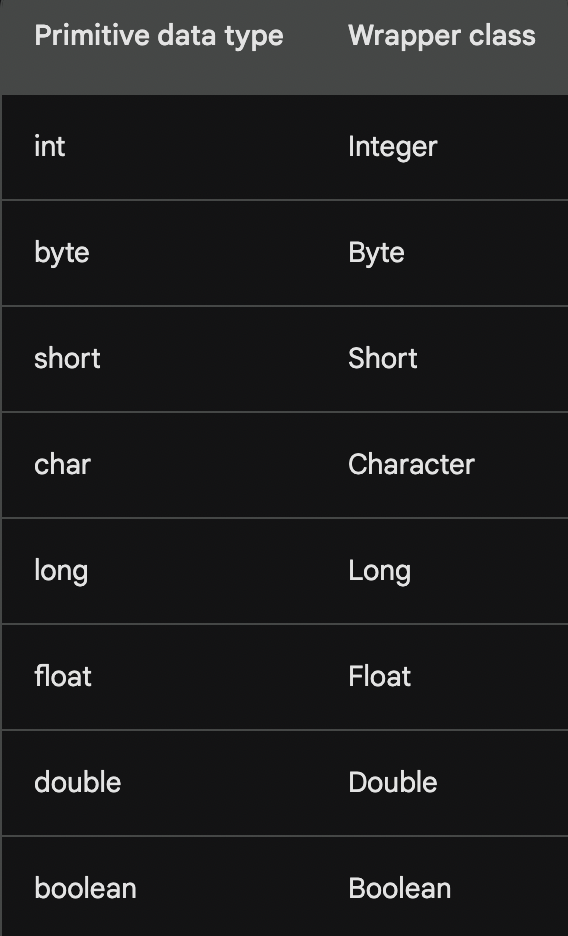 Primitive data type Wrapper class
int Integer
byte Byte
short Short
char Character
long Long
float Float
double Double
boolean Boolean